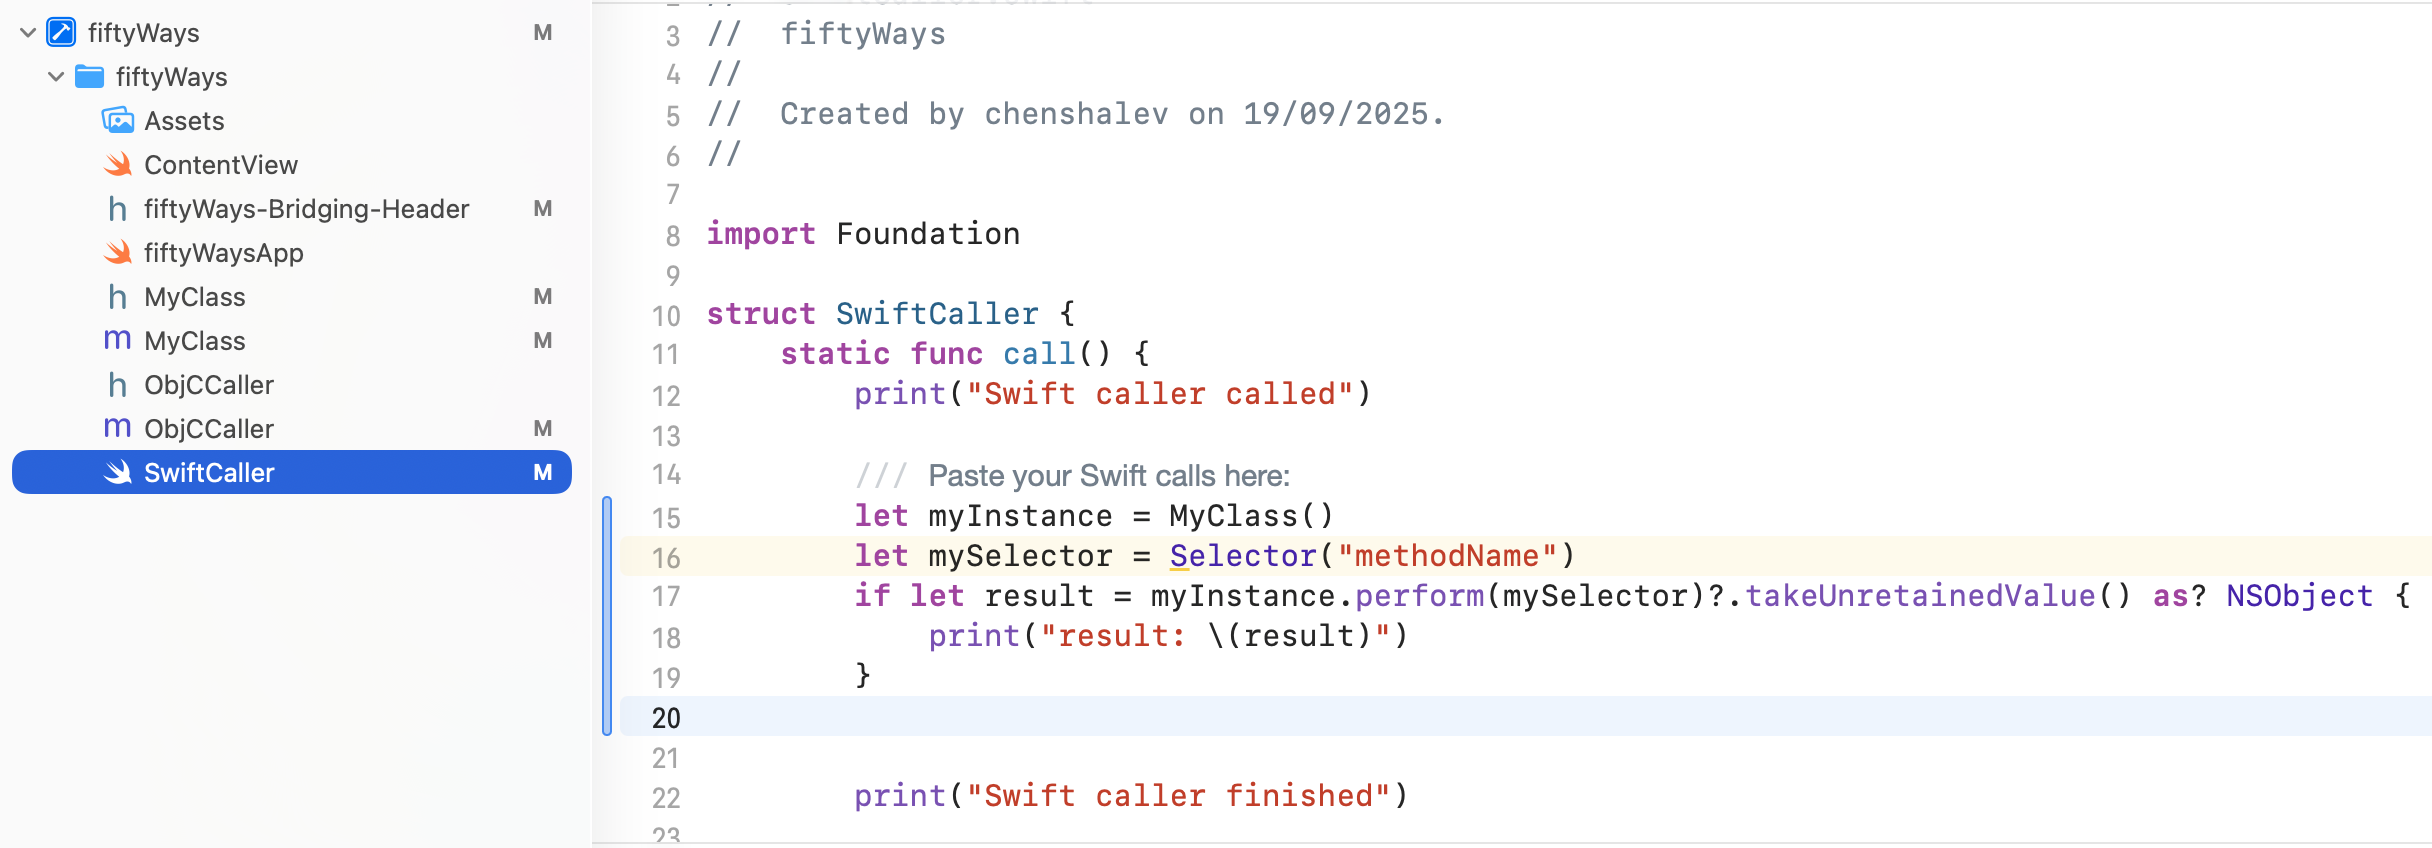 fiftyWays M
fiftyWays
Assets
ContentView
h fiftyWays-Bridging-Header M
fiftyWaysApp
h MyClass M
m MyClass M
h ObjCCaller
m ObjCCaller M
SwiftCaller M
3 //  fiftyWays
4 //
5 //  Created by chenshalev on 19/09/2025.
6 //
7
8 import Foundation
9
10 struct SwiftCaller {
11     static func call() {
12         print("Swift caller called")
13
14         /// Paste your Swift calls here:
15         let myInstance = MyClass()
16         let mySelector = Selector("methodName")
17         if let result = myInstance.perform(mySelector)?.takeUnretainedValue() as? NSObject {
18             print("result: \(result)")
19         }
20
21
22         print("Swift caller finished")
23